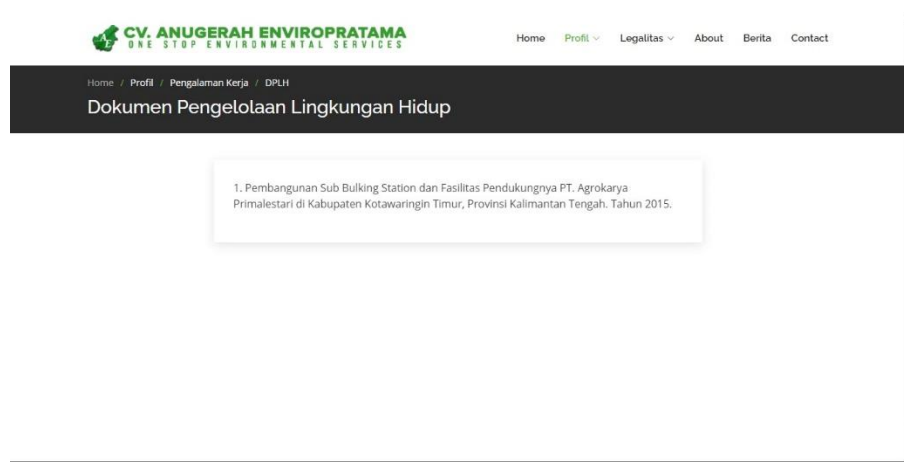 CV. ANUGERAH ENVIROPRATAMA
ONE STOP ENVIRONMENTAL SERVICES
Home Profil Legalitas About Berita Contact
Home / Profil / Pengalaman Kerja / DPLH
Dokumen Pengelolaan Lingkungan Hidup
1. Pembangunan Sub Bulking Station dan Fasilitas Pendukungnya PT. Agrokarya
Primalestari di Kabupaten Kotawaringin Timur, Provinsi Kalimantan Tengah. Tahun 2015.